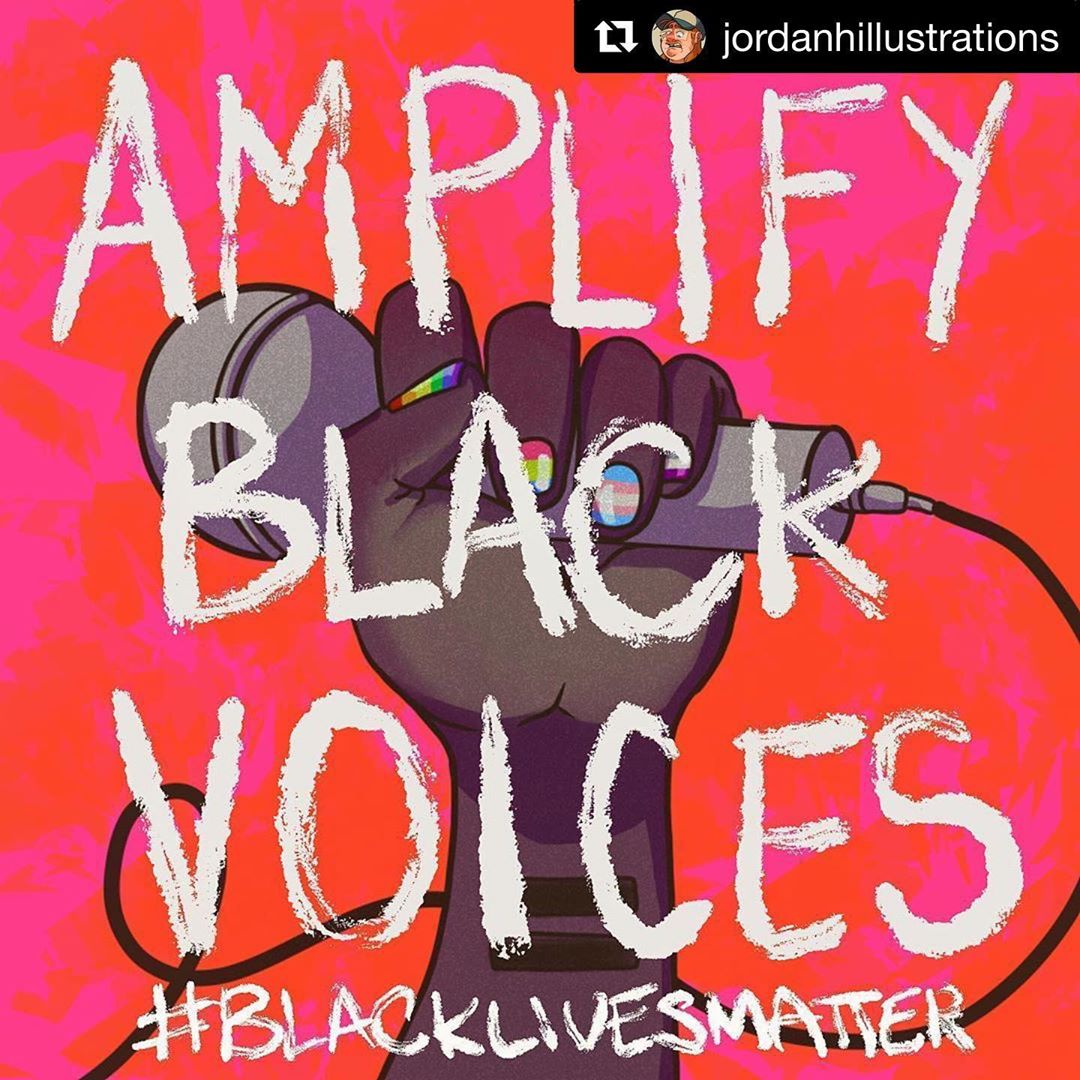 jordanhillustrations
AMPLIFY
BLACK
VOICES
#BLACKLIVESMATTER